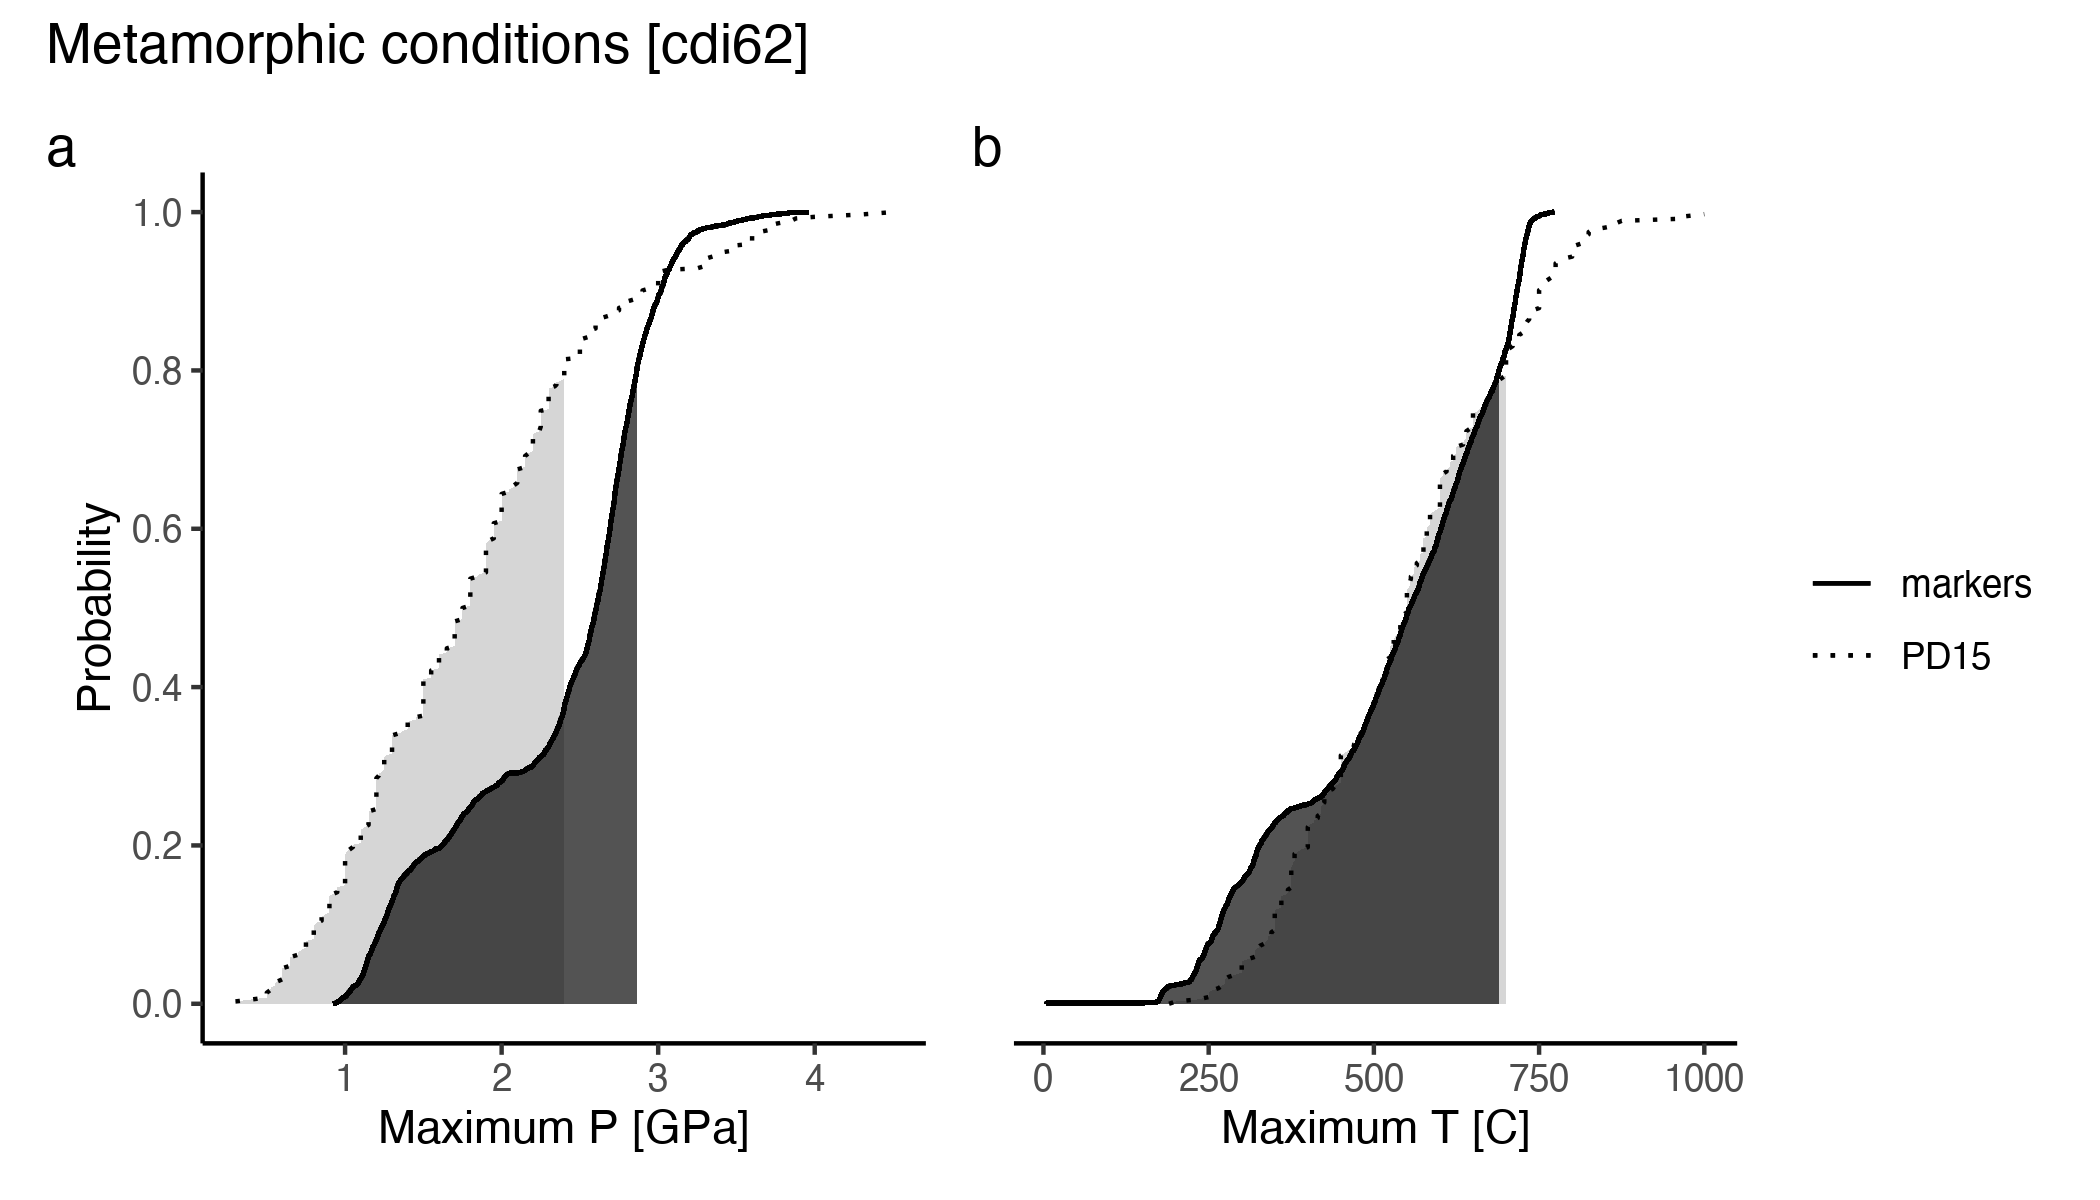 Metamorphic conditions [cdi62]
a
b
1.0
0.8
0.6
0.4
0.2
0.0
Probability
1 2 3 4
Maximum P [GPa]
0 250 500 750 1000
Maximum T [C]
markers
PD15